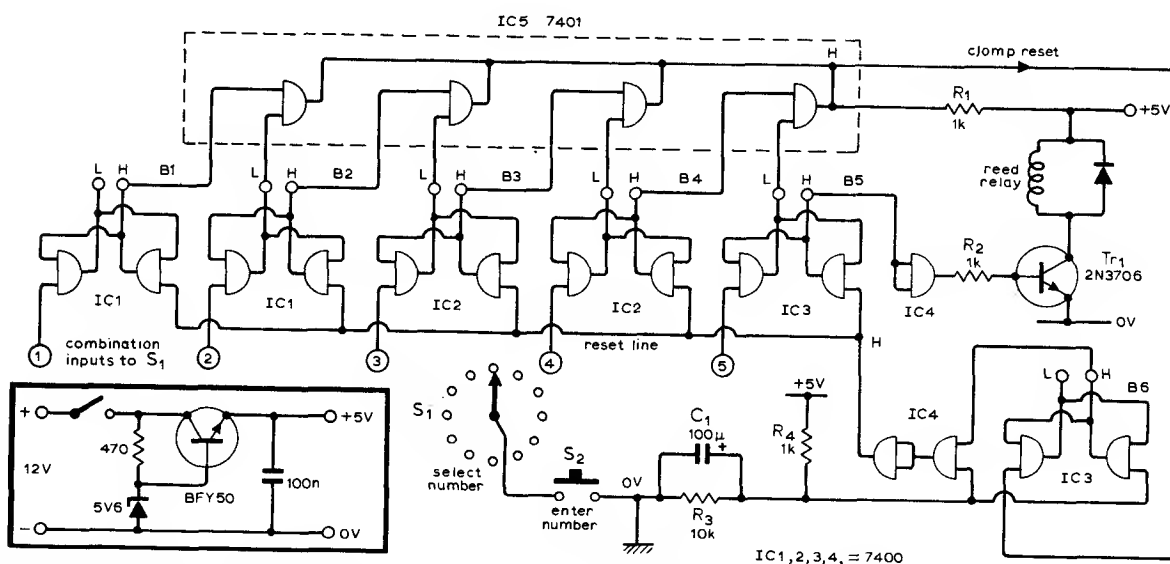 IC5 7401
H
clomp reset
R1
1k
+5V
reed
relay
L H B1
L H B2
L H B3
L H B4
L H B5
R2
1k
Tr1
2N3706
IC1
IC1
IC2
IC2
IC3
IC4
0V
1
combination
inputs to S1
2
3
4
5
reset line
H
+5V
L H B6
S1
select
number
S2
enter
number
0V
C1
100µ
+
R3
10k
R4
1k
IC4
IC3
+
12V
−
470
5V6
BFY50
100n
+5V
0V
IC1,2,3,4,=7400